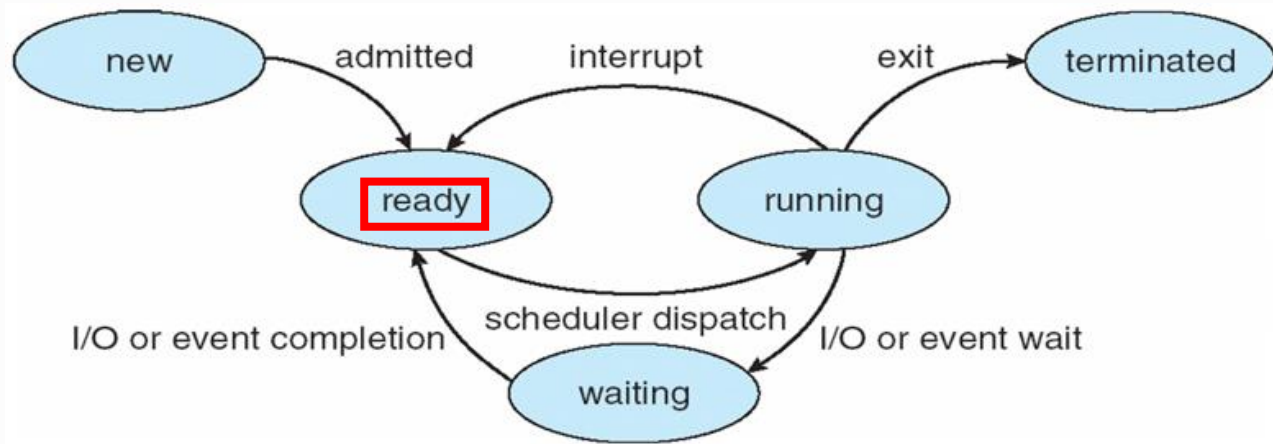 new
admitted
interrupt
exit
terminated
ready
running
scheduler dispatch
I/O or event completion
I/O or event wait
waiting